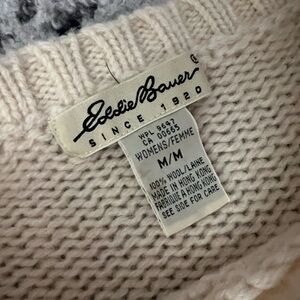 Eddie Bauer®
SINCE 1920
WPL 9647
CA 00665
WOMENS/FEMME
M/M
100% WOOL/LAINE
MADE IN HONG KONG
FABRIQUE A HONG KONG
SEE SIDE FOR CARE